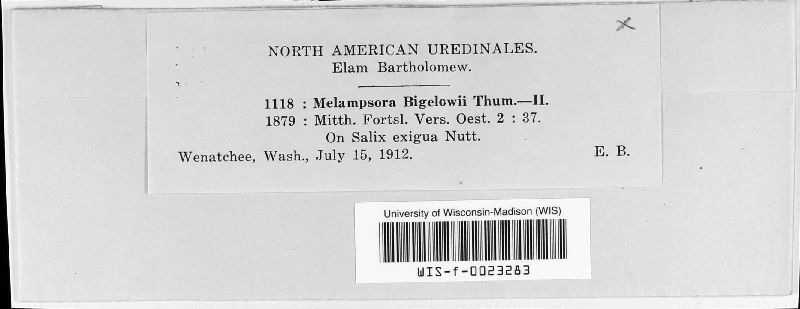 NORTH AMERICAN UREDINALES.
Elam Bartholomew.
1118 : Melampsora Bigelowii Thum.—II.
1879 : Mitth. Fortsl. Vers. Oest. 2 : 37.
On Salix exigua Nutt.
Wenatchee, Wash., July 15, 1912. E. B.
University of Wisconsin-Madison (WIS)
WIS-f-0023283